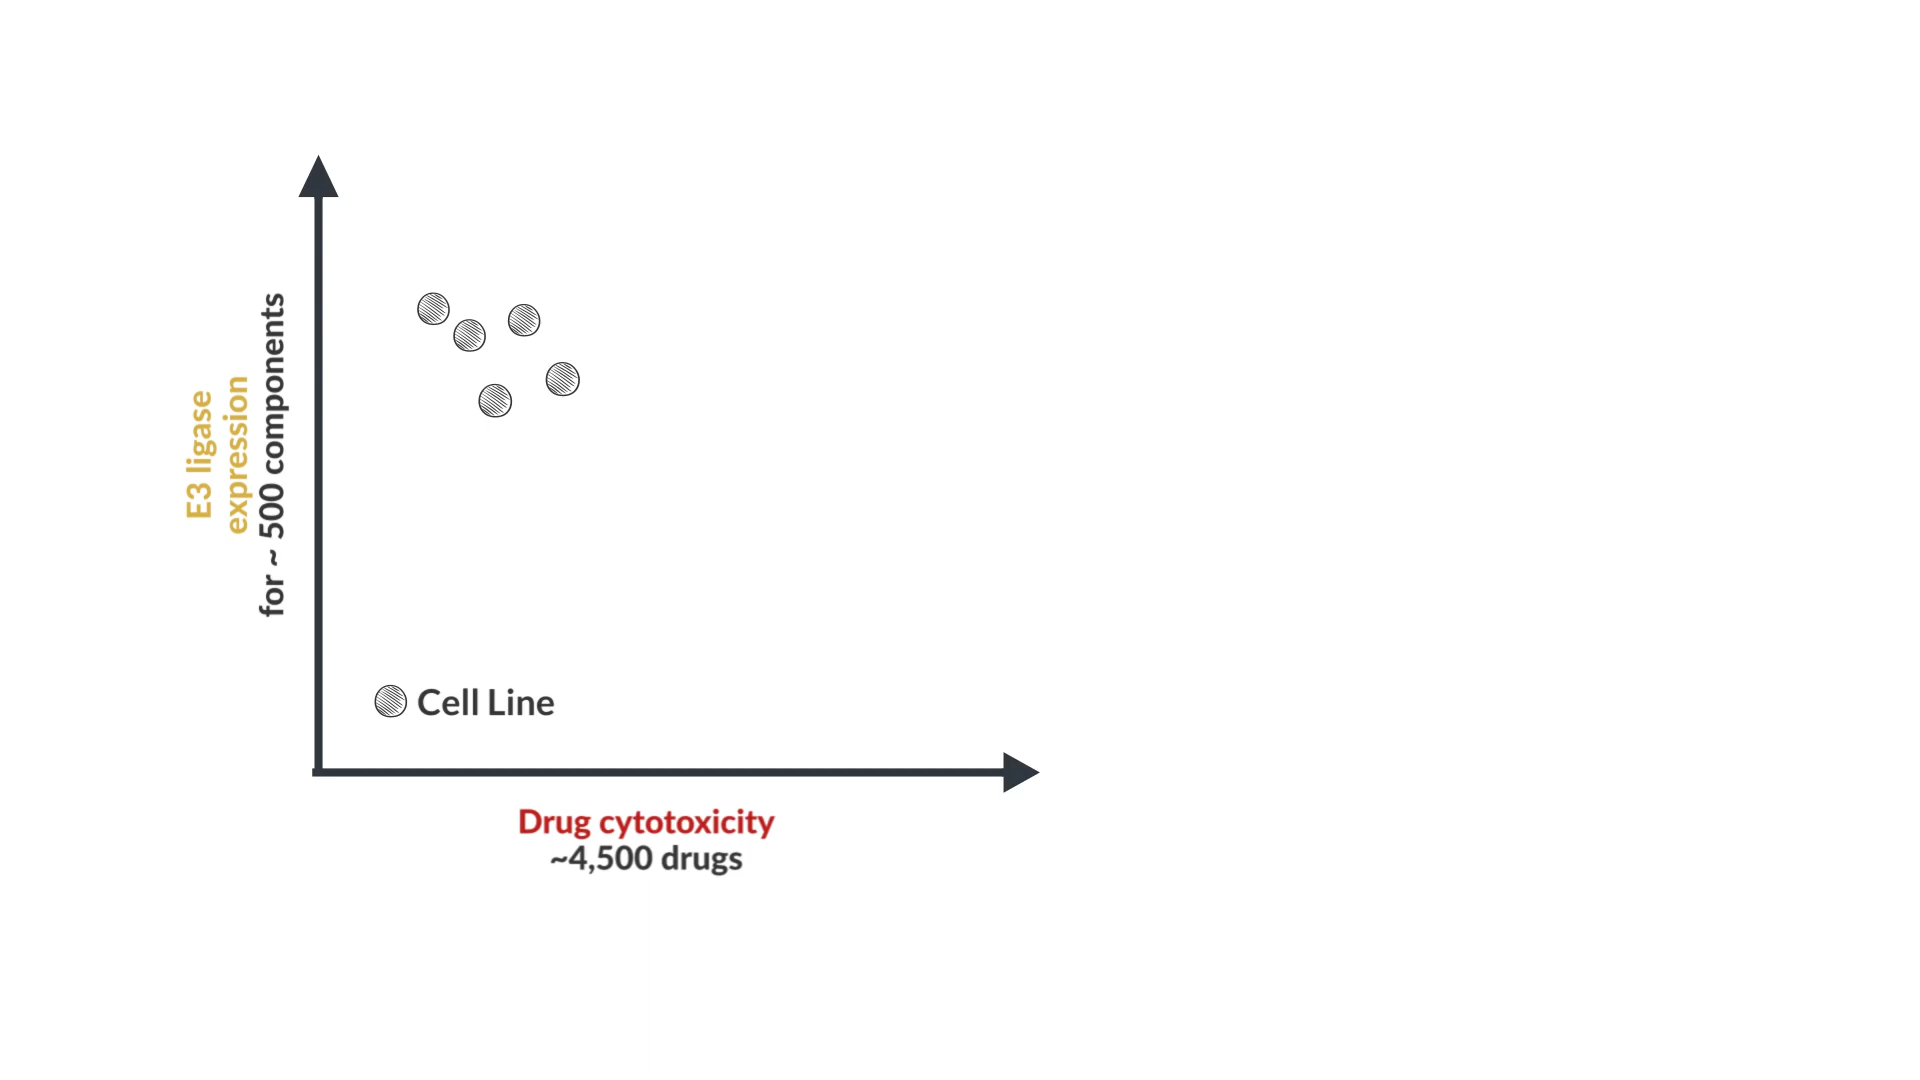 E3 ligase
expression
for ~ 500 components
Cell Line
Drug cytotoxicity
~4,500 drugs